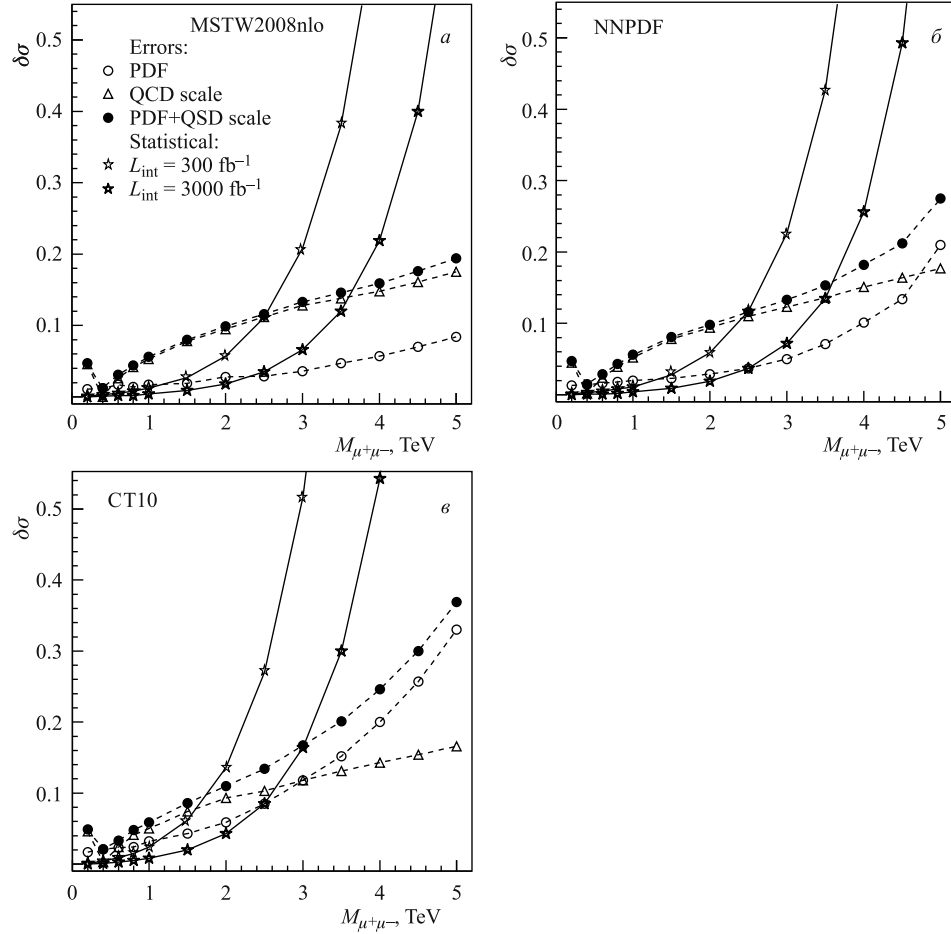 MSTW2008nlo
а
δσ
Errors:
PDF
QCD scale
PDF+QSD scale
Statistical:
L_int = 300 fb⁻¹
L_int = 3000 fb⁻¹
0.5
0.4
0.3
0.2
0.1
0 1 2 3 4 5
M_μ+μ−, TeV
NNPDF
б
δσ
0.5
0.4
0.3
0.2
0.1
0 1 2 3 4 5
M_μ+μ−, TeV
CT10
в
δσ
0.5
0.4
0.3
0.2
0.1
0 1 2 3 4 5
M_μ+μ−, TeV